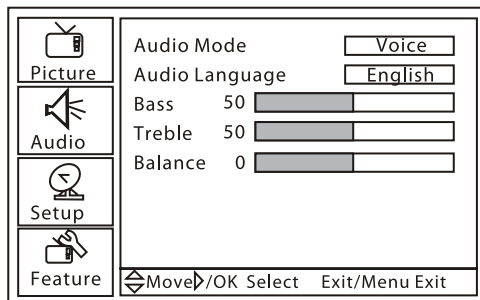 Picture
Audio
Setup
Feature
Audio Mode Voice
Audio Language English
Bass 50
Treble 50
Balance 0
Move /OK Select Exit/Menu Exit